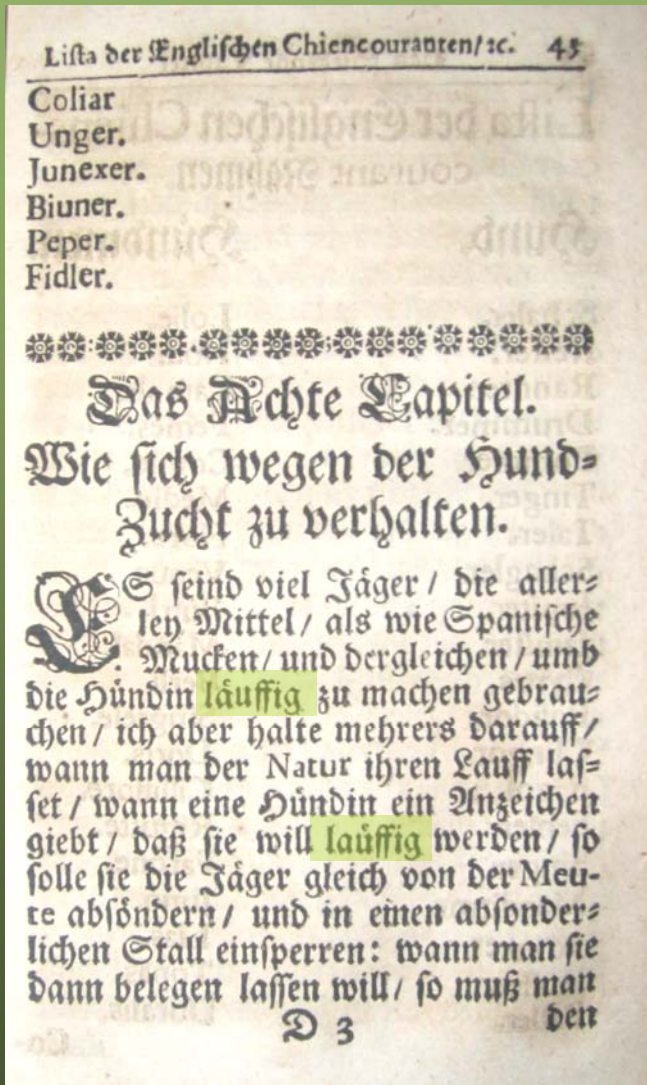 Lista der Englischen Chiencouranten/ ꝛc. 45
Coliar
Unger.
Junexer.
Biuner.
Peper.
Fidler.
Das Achte Capitel.
Wie sich wegen der Hund-
Zucht zu verhalten.
ES seind viel Jäger / die aller-
ley Mittel / als wie Spanische
Mucken / und dergleichen / umb
die Hündin läuffig zu machen gebrau-
chen / ich aber halte mehrers darauff /
wann man der Natur ihren Lauff las-
set / wann eine Hündin ein Anzeichen
giebt / daß sie will laüffig werden / so
solle sie die Jäger gleich von der Meu-
te absöndern / und in einen absonder-
lichen Stall einsperren: wann man sie
dann belegen lassen will / so muß man
D 3 den